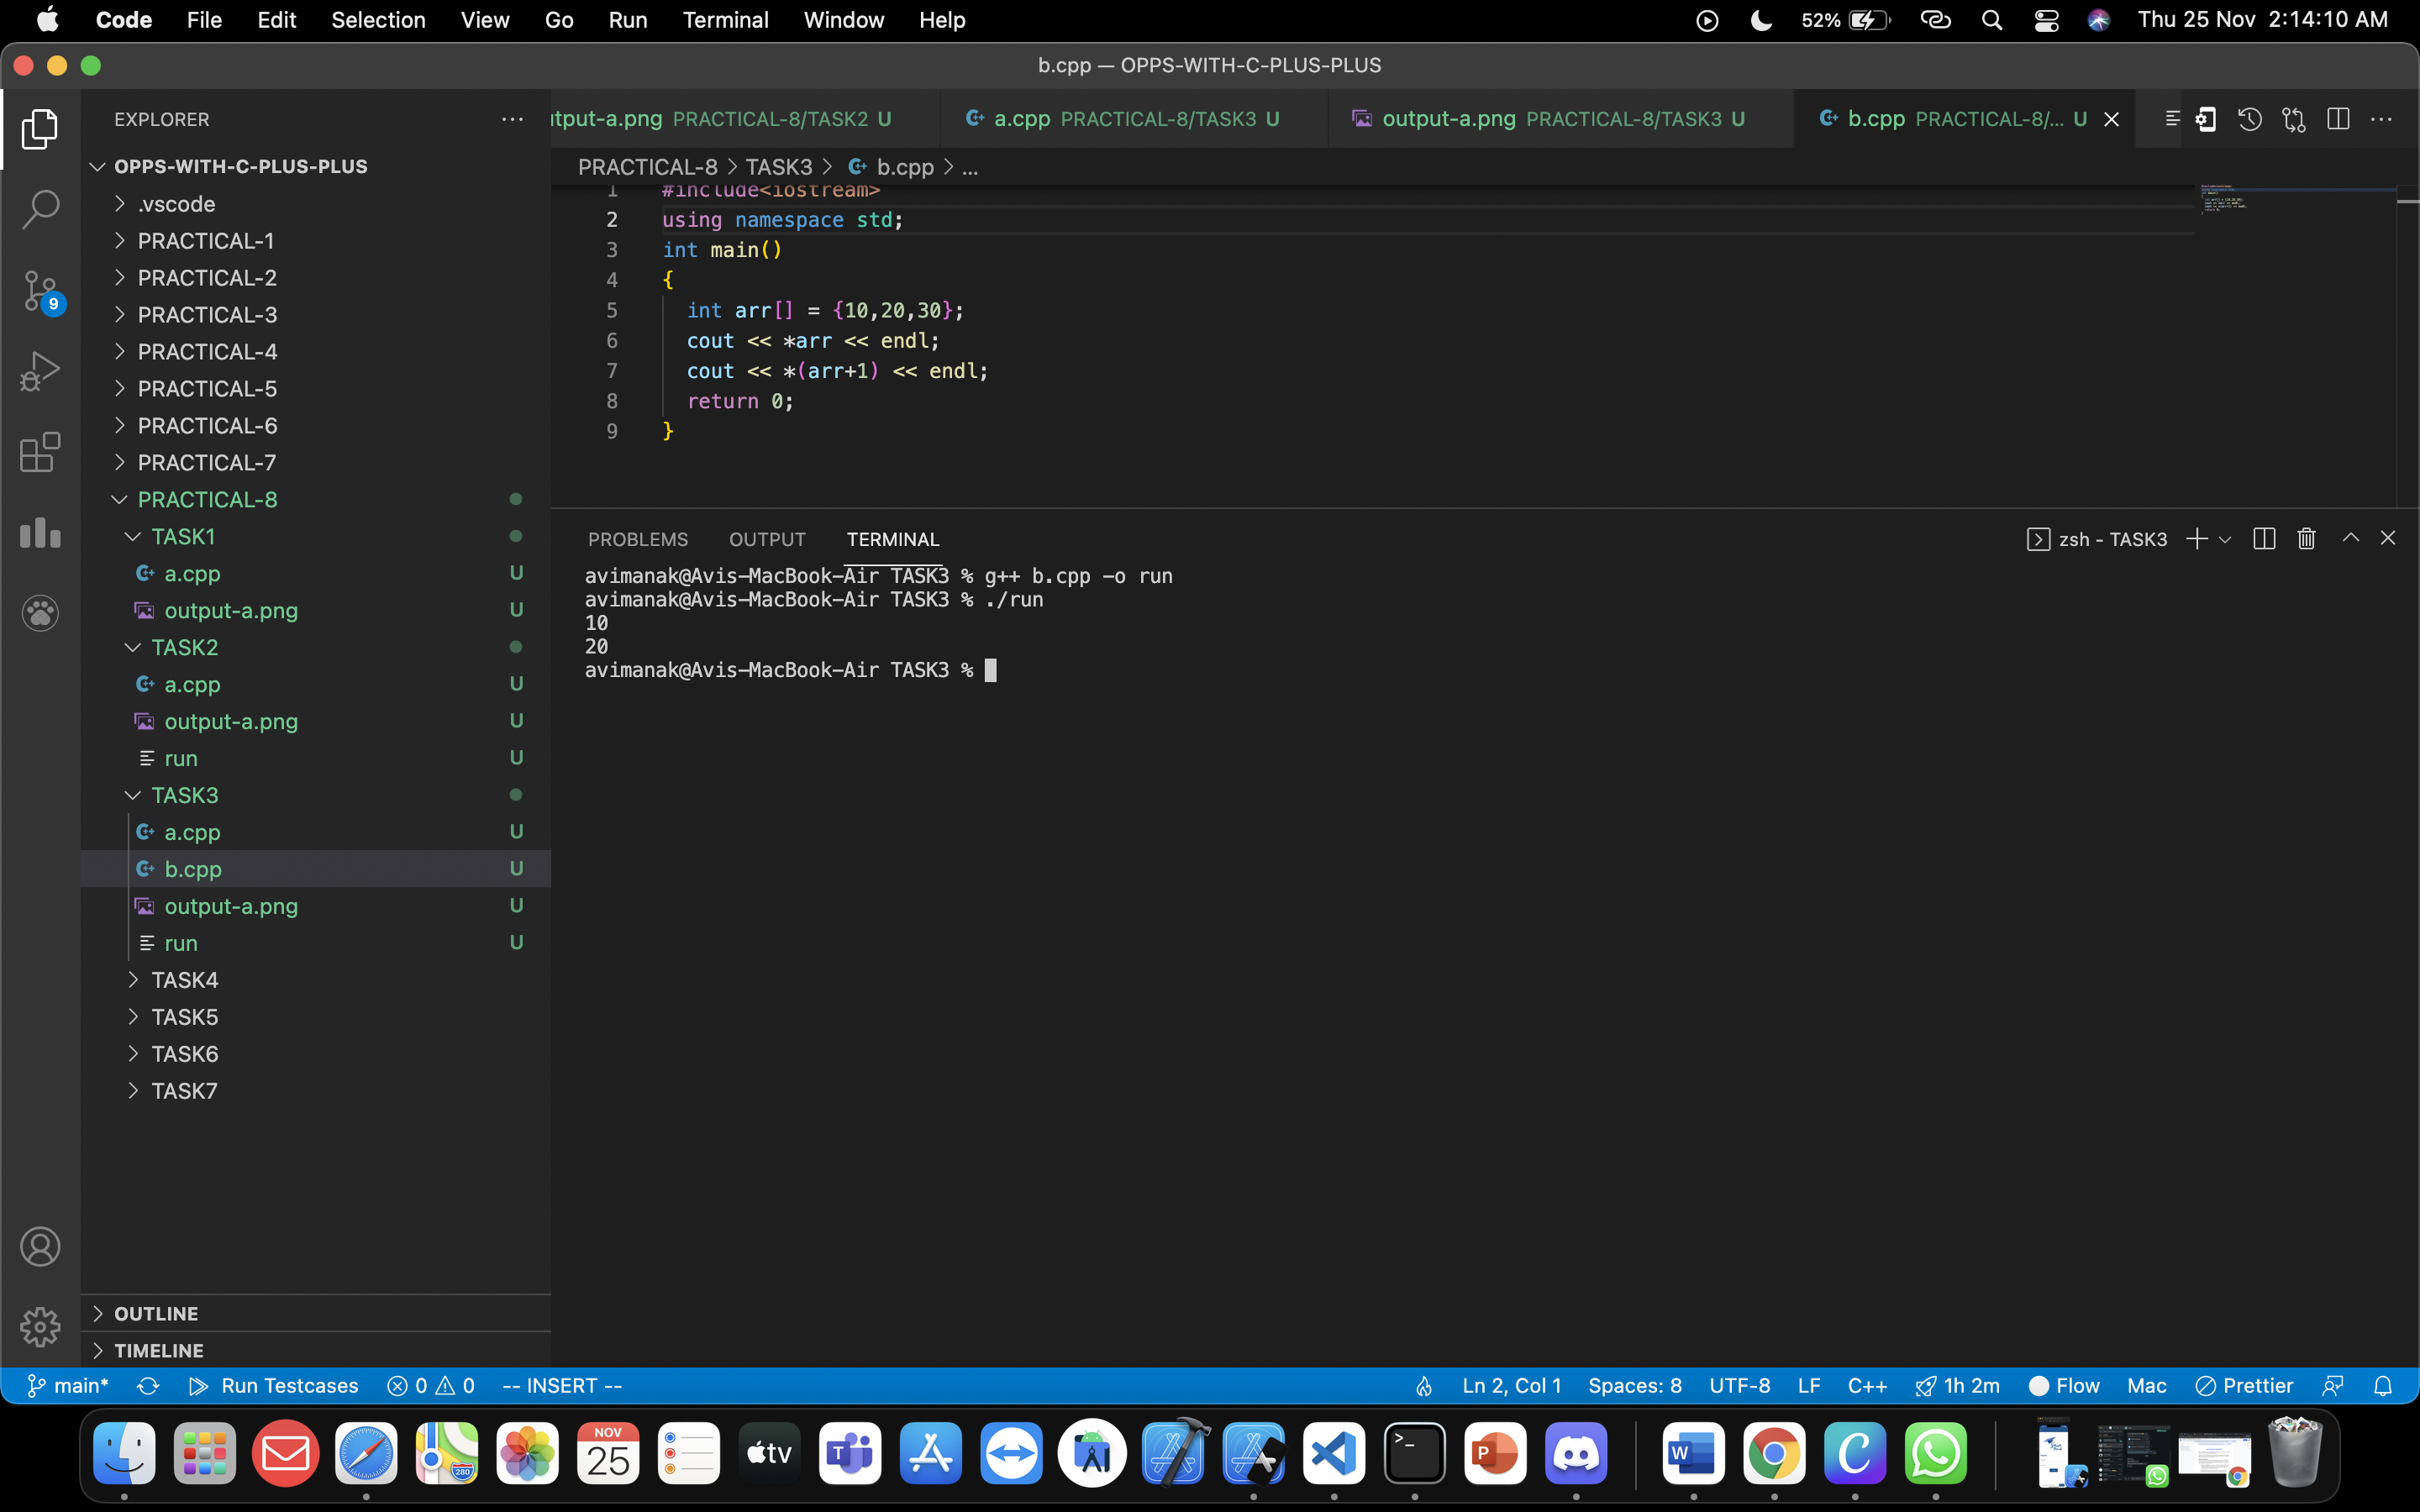 Code File Edit Selection View Go Run Terminal Window Help 52% Thu 25 Nov 2:14:10 AM
b.cpp — OPPS-WITH-C-PLUS-PLUS
EXPLORER
OPPS-WITH-C-PLUS-PLUS
.vscode
PRACTICAL-1
PRACTICAL-2
PRACTICAL-3
PRACTICAL-4
PRACTICAL-5
PRACTICAL-6
PRACTICAL-7
PRACTICAL-8
TASK1
a.cpp U
output-a.png U
TASK2
a.cpp U
output-a.png U
run U
TASK3
a.cpp U
b.cpp U
output-a.png U
run U
TASK4
TASK5
TASK6
TASK7
OUTLINE
TIMELINE
9
tput-a.png PRACTICAL-8/TASK2 U a.cpp PRACTICAL-8/TASK3 U output-a.png PRACTICAL-8/TASK3 U b.cpp PRACTICAL-8/... U
PRACTICAL-8 > TASK3 > b.cpp > ...
1 #include<iostream>
2 using namespace std;
3 int main()
4 {
5 int arr[] = {10,20,30};
6 cout << *arr << endl;
7 cout << *(arr+1) << endl;
8 return 0;
9 }
PROBLEMS OUTPUT TERMINAL zsh - TASK3
avimanak@Avis-MacBook-Air TASK3 % g++ b.cpp -o run
avimanak@Avis-MacBook-Air TASK3 % ./run
10
20
avimanak@Avis-MacBook-Air TASK3 %
main* Run Testcases 0 0 -- INSERT -- Ln 2, Col 1 Spaces: 8 UTF-8 LF C++ 1h 2m Flow Mac Prettier
280 NOV 25 tv T >_ P W C